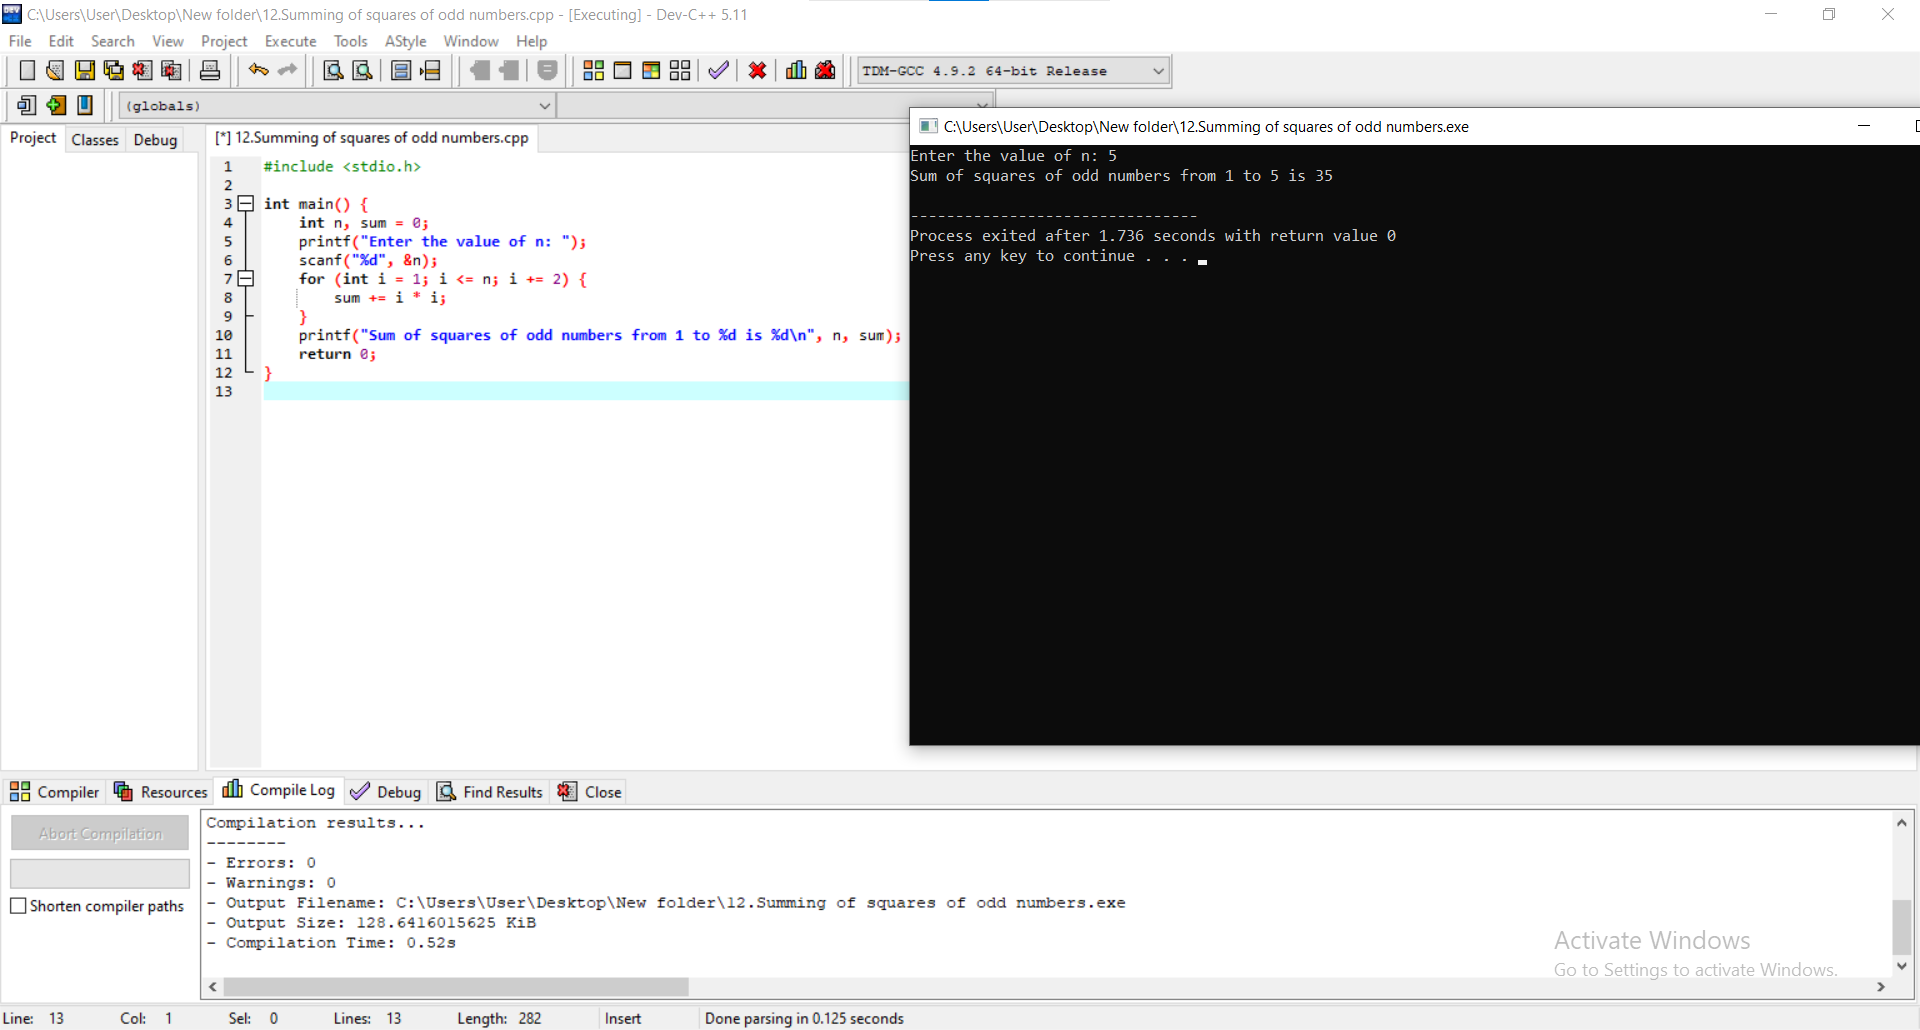 C:\Users\User\Desktop\New folder\12.Summing of squares of odd numbers.cpp - [Executing] - Dev-C++ 5.11
File Edit Search View Project Execute Tools AStyle Window Help
TDM-GCC 4.9.2 64-bit Release
(globals)
Project Classes Debug
[*] 12.Summing of squares of odd numbers.cpp
1 #include <stdio.h>
2
3 int main() {
4 int n, sum = 0;
5 printf("Enter the value of n: ");
6 scanf("%d", &n);
7 for (int i = 1; i <= n; i += 2) {
8 sum += i * i;
9 }
10 printf("Sum of squares of odd numbers from 1 to %d is %d\n", n, sum);
11 return 0;
12 }
13
C:\Users\User\Desktop\New folder\12.Summing of squares of odd numbers.exe
Enter the value of n: 5
Sum of squares of odd numbers from 1 to 5 is 35
--------------------------------
Process exited after 1.736 seconds with return value 0
Press any key to continue . . .
Compiler Resources Compile Log Debug Find Results Close
Abort Compilation
Shorten compiler paths
Compilation results...
--------
- Errors: 0
- Warnings: 0
- Output Filename: C:\Users\User\Desktop\New folder\12.Summing of squares of odd numbers.exe
- Output Size: 128.6416015625 KiB
- Compilation Time: 0.52s
Activate Windows
Go to Settings to activate Windows.
Line: 13 Col: 1 Sel: 0 Lines: 13 Length: 282 Insert Done parsing in 0.125 seconds